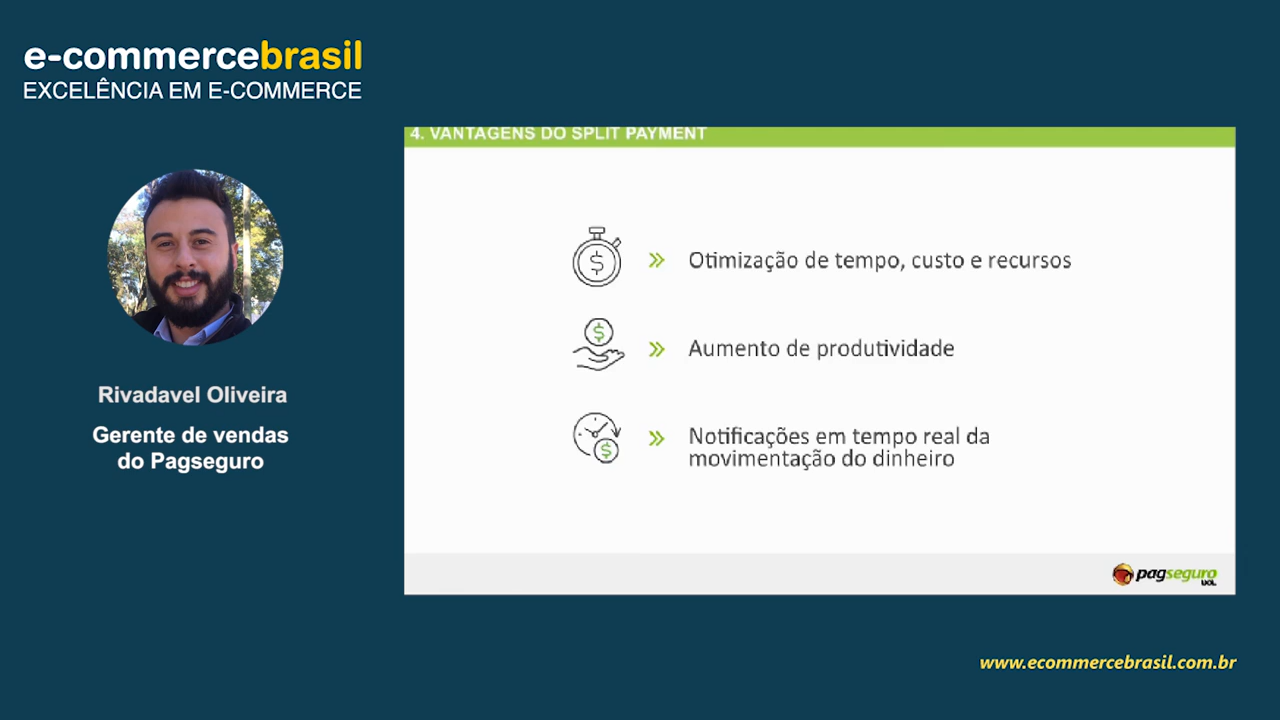 e-commercebrasil
EXCELÊNCIA EM E-COMMERCE
Rivadavel Oliveira
Gerente de vendas
do Pagseguro
4. VANTAGENS DO SPLIT PAYMENT
Otimização de tempo, custo e recursos
Aumento de produtividade
Notificações em tempo real da
movimentação do dinheiro
pagseguro
UOL
www.ecommercebrasil.com.br